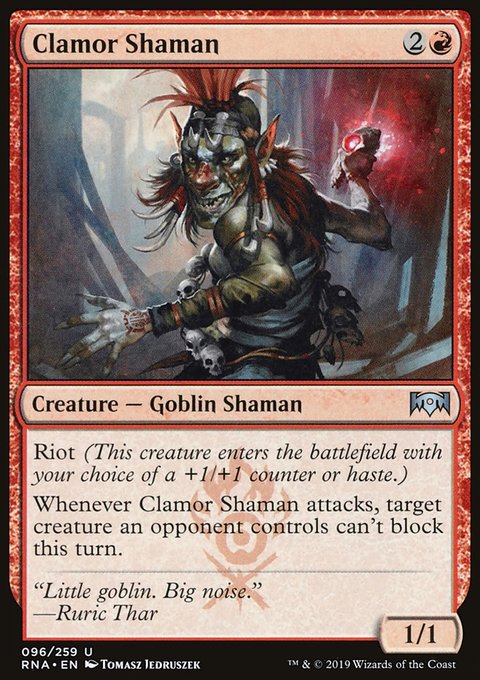 Clamor Shaman 2
Creature — Goblin Shaman
Riot (This creature enters the battlefield with
your choice of a +1/+1 counter or haste.)
Whenever Clamor Shaman attacks, target
creature an opponent controls can't block
this turn.
"Little goblin. Big noise."
—Ruric Thar
1/1
096/259 U
RNA • EN Tomasz Jedruszek
™ & © 2019 Wizards of the Coast